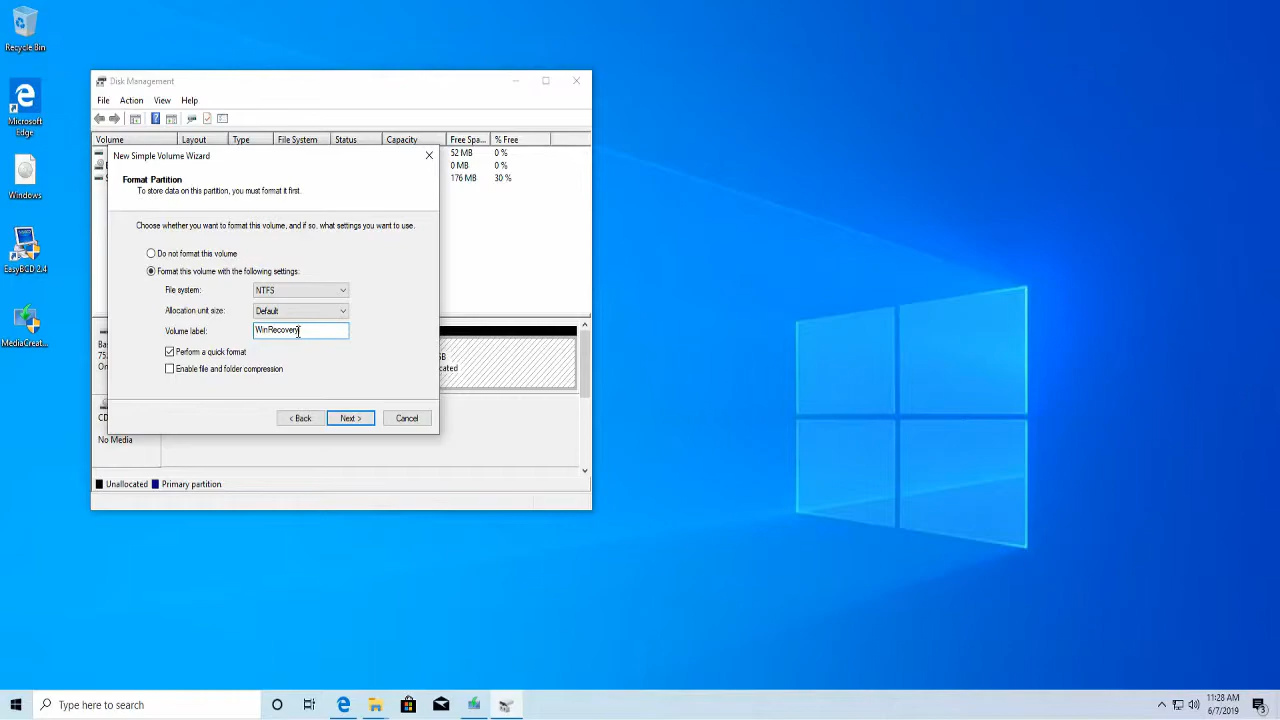 Recycle Bin
Microsoft
Edge
Windows
EasyBCD 2.4
MediaCreat...
Disk Management
File Action View Help
Volume Layout Type File System Status Capacity Free Spa... % Free
52 MB 0 %
0 MB 0 %
176 MB 30 %
New Simple Volume Wizard
Format Partition
To store data on this partition, you must format it first.
Choose whether you want to format this volume, and if so, what settings you want to use.
Do not format this volume
Format this volume with the following settings:
File system: NTFS
Allocation unit size: Default
Volume label: WinRecovery
Perform a quick format
Enable file and folder compression
< Back Next > Cancel
No Media
Unallocated Primary partition
Type here to search
11:28 AM
6/7/2019
3